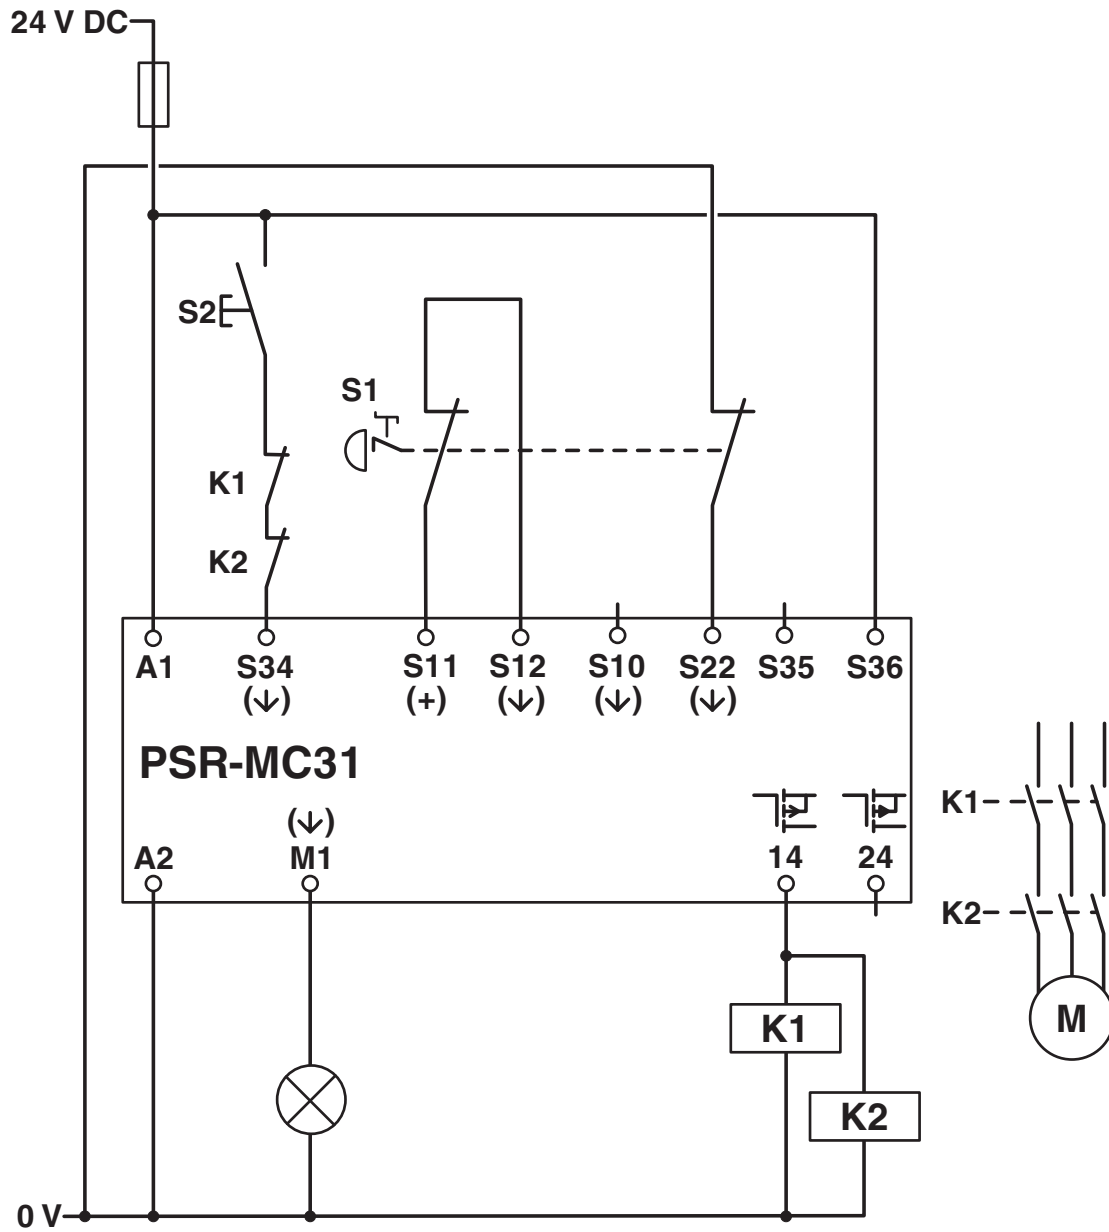 24 V DC
S2
S1
K1
K2
A1 S34 S11 S12 S10 S22 S35 S36
(↓) (+) (↓) (↓) (↓)
PSR-MC31
(↓)
A2 M1 14 24
K1
K2
K1
M
K2
0 V